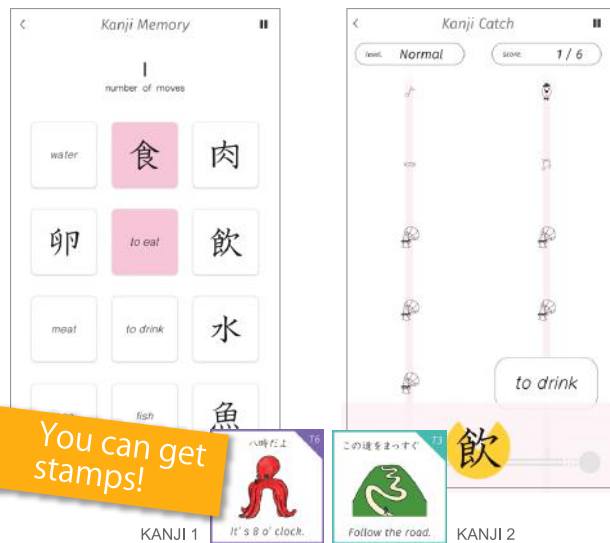 Kanji Memory
1
number of moves
water
食
肉
卵
to eat
飲
meat
to drink
水
fish
魚
Kanji Catch
level. Normal
score. 1 / 6
to drink
飲
You can get
stamps!
八時だよ
T6
It's 8 o' clock.
この道をまっすぐ
T3
Follow the road.
KANJI 1
KANJI 2